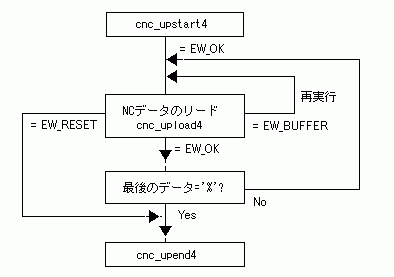 cnc_upstart4
= EW_OK
再実行
NCデータのリード
cnc_upload4
= EW_RESET
= EW_BUFFER
= EW_OK
最後のデータ='%'?
No
Yes
cnc_upend4